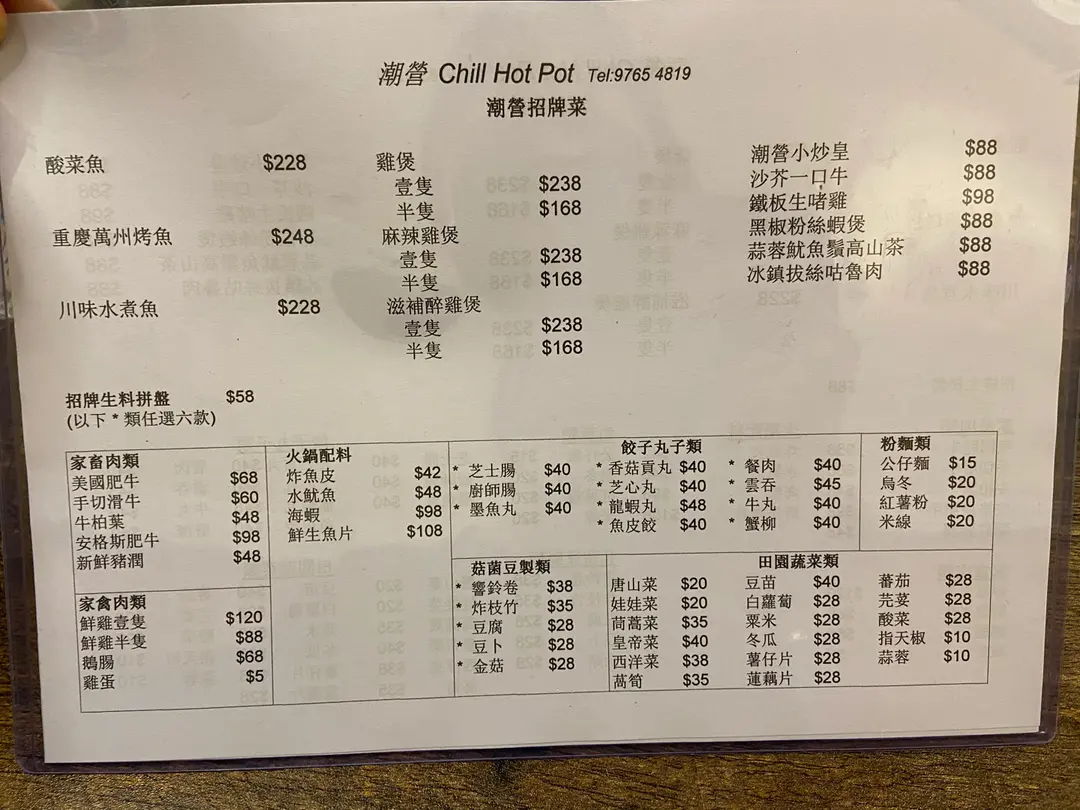 潮營 Chill Hot Pot Tel:9765 4819
潮營招牌菜
酸菜魚 $228
重慶萬州烤魚 $248
川味水煮魚 $228
雞煲
壹隻 $238
半隻 $168
麻辣雞煲
壹隻 $238
半隻 $168
滋補醉雞煲
壹隻 $238
半隻 $168
潮營小炒皇 $88
沙芥一口牛 $88
鐵板生啫雞 $98
黑椒粉絲蝦煲 $88
蒜蓉魷魚鬚高山茶 $88
冰鎮拔絲咕魯肉 $88
招牌生料拼盤 $58
(以下 * 類任選六款)
家畜肉類
美國肥牛 $68
手切滑牛 $60
牛柏葉 $48
安格斯肥牛 $98
新鮮豬潤 $48
家禽肉類
鮮雞壹隻 $120
鮮雞半隻 $88
鵝腸 $68
雞蛋 $5
火鍋配料
炸魚皮 $42
水魷魚 $48
海蝦 $98
鮮生魚片 $108
餃子丸子類
* 芝士腸 $40
* 廚師腸 $40
* 墨魚丸 $40
* 香菇貢丸 $40
* 芝心丸 $40
* 龍蝦丸 $48
* 魚皮餃 $40
* 餐肉 $40
* 雲吞 $45
* 牛丸 $40
* 蟹柳 $40
粉麵類
公仔麵 $15
烏冬 $20
紅薯粉 $20
米線 $20
菇菌豆製類
* 響鈴卷 $38
* 炸枝竹 $35
* 豆腐 $28
* 豆卜 $28
* 金菇 $28
田園蔬菜類
唐山菜 $20
娃娃菜 $20
茼蒿菜 $35
皇帝菜 $40
西洋菜 $38
萵筍 $35
豆苗 $40
白蘿蔔 $28
粟米 $28
冬瓜 $28
薯仔片 $28
蓮藕片 $28
蕃茄 $28
芫荽 $28
酸菜 $28
指天椒 $10
蒜蓉 $10